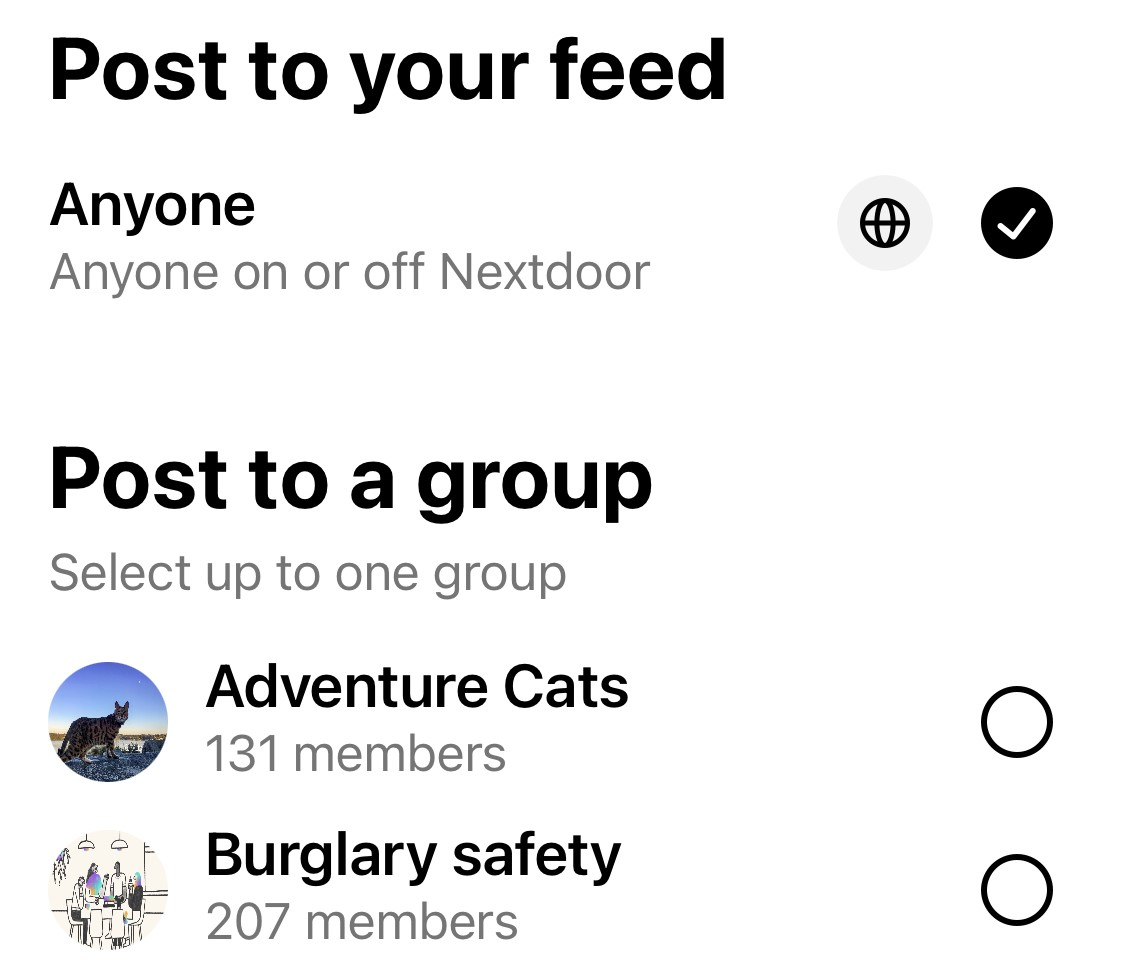 Post to your feed
Anyone
Anyone on or off Nextdoor
Post to a group
Select up to one group
Adventure Cats
131 members
Burglary safety
207 members